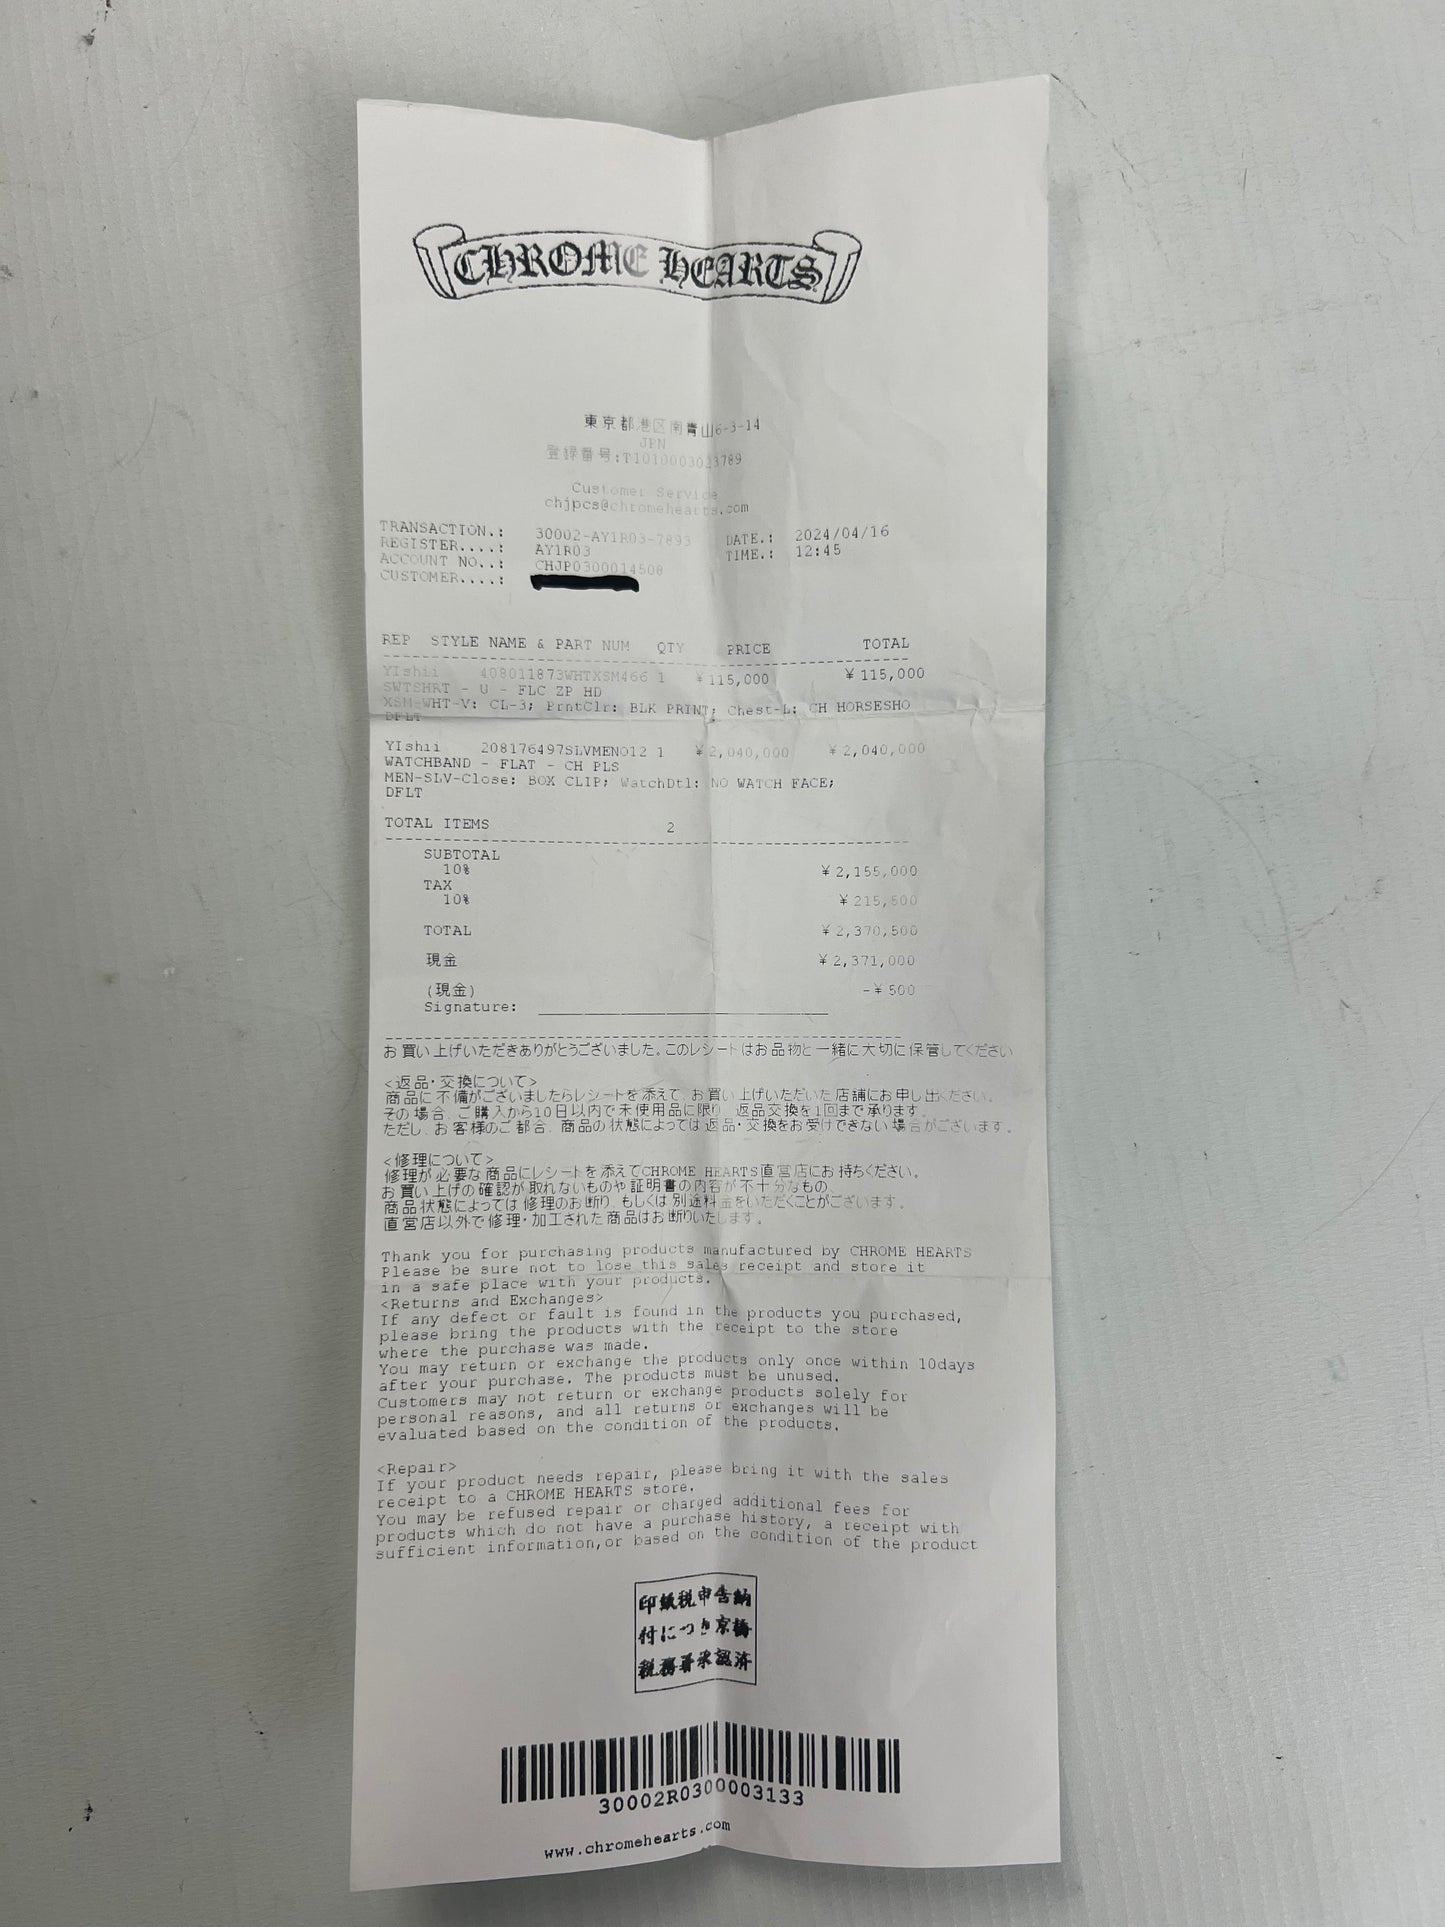 CHROME HEARTS
東京都港区南青山6-3-14
JPN
登録番号:T1010003023789
Customer Service
chjpcs@chromehearts.com
TRANSACTION.: 30002-AY1R03-7893 DATE.: 2024/04/16
REGISTER....: AY1R03 TIME.: 12:45
ACCOUNT NO..: CHJP0300014500
CUSTOMER....:
REP STYLE NAME & PART NUM QTY PRICE TOTAL
YIshii 408011873WHTXSM466 1 ¥115,000 ¥115,000
SWTSHRT - U - FLC ZP HD
XSM-WHT-V: CL-3; PrntClr: BLK PRINT; Chest-L: CH HORSESHO
DFLT
YIshii 208176497SLVMENO12 1 ¥2,040,000 ¥2,040,000
WATCHBAND - FLAT - CH PLS
MEN-SLV-Close: BOX CLIP; WatchDtl: NO WATCH FACE;
DFLT
TOTAL ITEMS 2
SUBTOTAL
10% ¥2,155,000
TAX
10% ¥215,500
TOTAL ¥2,370,500
現金 ¥2,371,000
(現金) -¥500
Signature:
お買い上げいただきありがとうございました。このレシートはお品物と一緒に大切に保管してください
<返品・交換について>
商品に不備がございましたらレシートを添えて、お買い上げいただいた店舗にお申し出ください。
その場合、ご購入から10日以内で未使用品に限り、返品交換を1回まで承ります。
ただし、お客様のご都合、商品の状態によっては返品・交換をお受けできない場合がございます。
<修理について>
修理が必要な商品にレシートを添えてCHROME HEARTS直営店にお持ちください。
お買い上げの確認が取れないものや証明書の内容が不十分なもの、
商品状態によっては修理のお断り、もしくは別途料金をいただくことがございます。
直営店以外で修理・加工された商品はお断りいたします。
Thank you for purchasing products manufactured by CHROME HEARTS
Please be sure not to lose this sales receipt and store it
in a safe place with your products.
<Returns and Exchanges>
If any defect or fault is found in the products you purchased,
please bring the products with the receipt to the store
where the purchase was made.
You may return or exchange the products only once within 10days
after your purchase. The products must be unused.
Customers may not return or exchange products solely for
personal reasons, and all returns or exchanges will be
evaluated based on the condition of the products.
<Repair>
If your product needs repair, please bring it with the sales
receipt to a CHROME HEARTS store.
You may be refused repair or charged additional fees for
products which do not have a purchase history, a receipt with
sufficient information,or based on the condition of the product
印紙税申告納
付につき京橋
税務署承認済
30002R0300003133
www.chromehearts.com